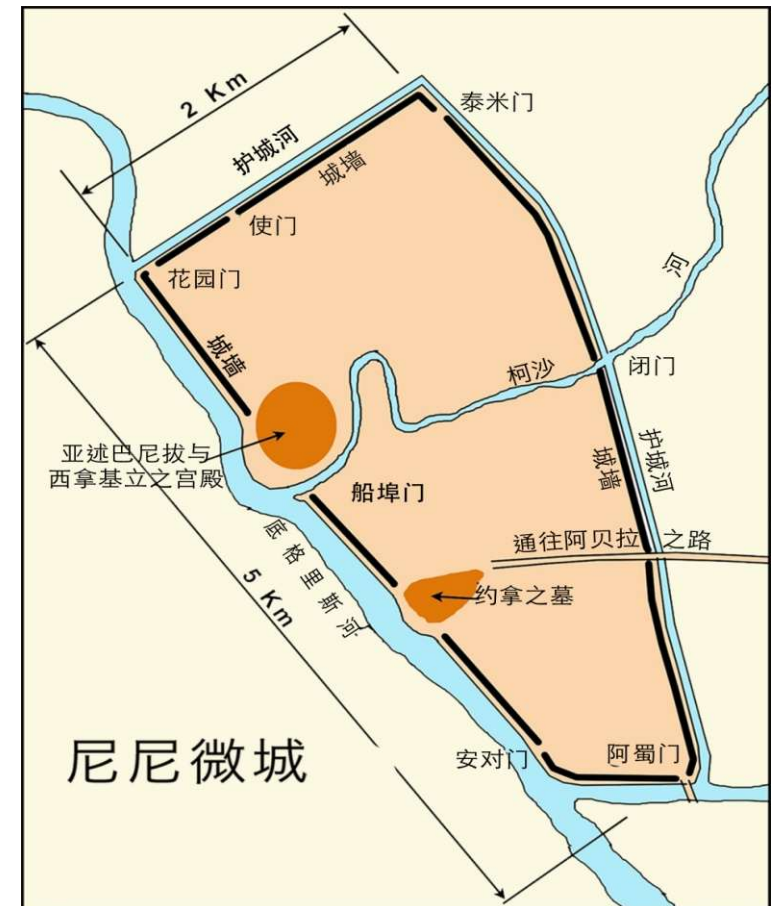 2 Km
泰米门
护城河
城墙
使门
花园门
河
城墙
柯沙
闭门
亚述巴尼拔与
西拿基立之宫殿
城墙
护城河
船埠门
通往阿贝拉之路
底格里斯河
5 Km
约拿之墓
尼尼微城
安对门
阿蜀门